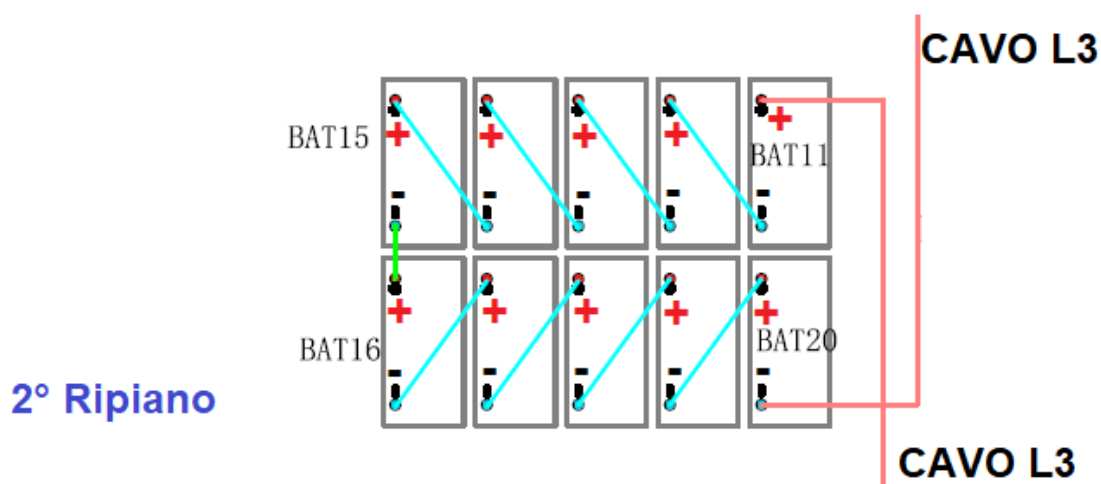 CAVO L3
BAT15
BAT11
BAT16
BAT20
2° Ripiano
CAVO L3